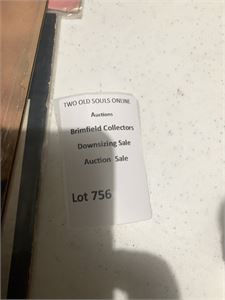 TWO OLD SOULS ONLINE
Auctions
Brimfield Collectors
Downsizing Sale
Auction Sale
Lot 756